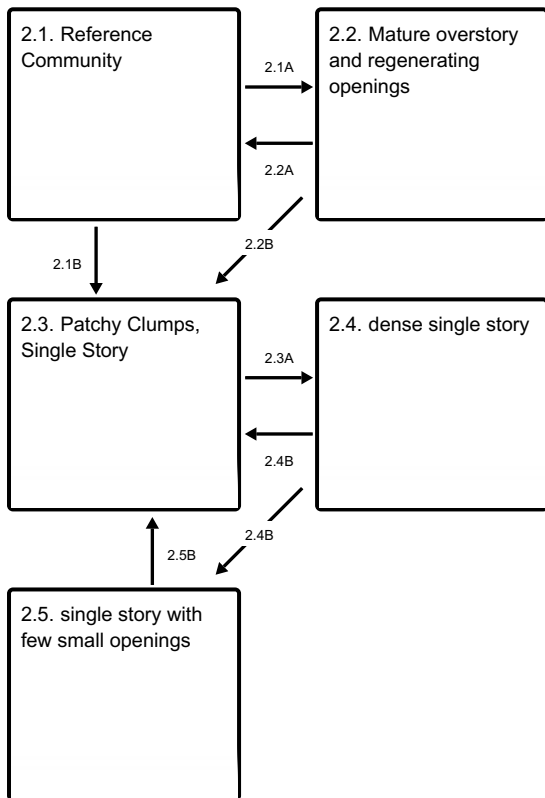 2.1. Reference
Community
2.1A
2.2. Mature overstory
and regenerating
openings
2.2A
2.2B
2.1B
2.3. Patchy Clumps,
Single Story
2.3A
2.4. dense single story
2.4B
2.4B
2.5B
2.5. single story with
few small openings